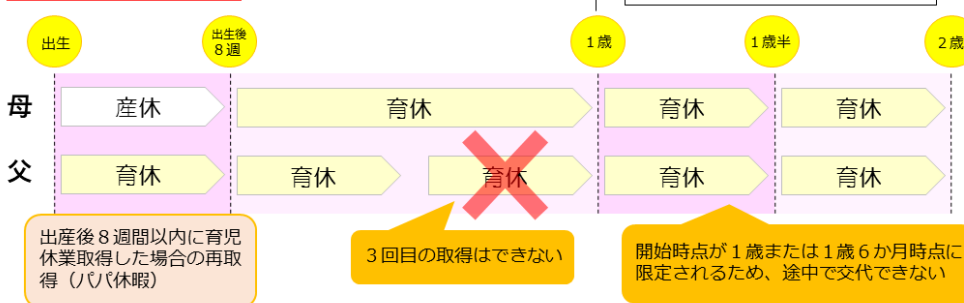 出生
出生後
8週
1歳
1歳半
2歳
母
産休
育休
育休
育休
父
育休
育休
育休
育休
育休
出産後8週間以内に育児
休業取得した場合の再取
得（パパ休暇）
3回目の取得はできない
開始時点が1歳または1歳6か月時点に
限定されるため、途中で交代できない